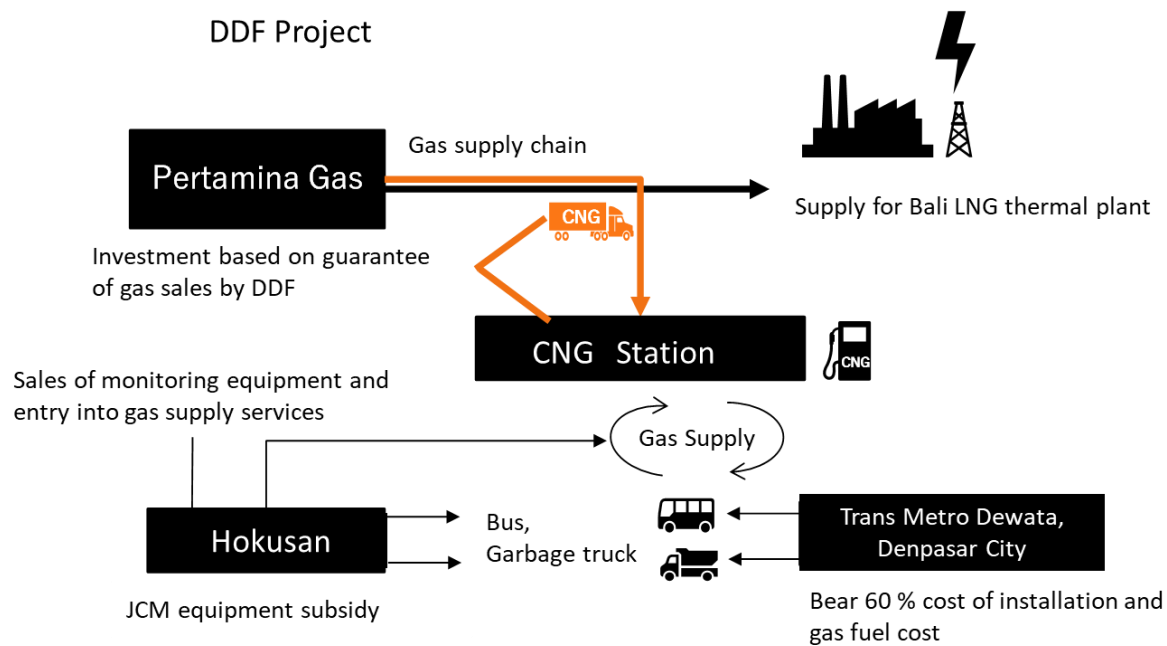 DDF Project
Pertamina Gas
Gas supply chain
CNG
Supply for Bali LNG thermal plant
Investment based on guarantee
of gas sales by DDF
CNG Station
CNG
Sales of monitoring equipment and
entry into gas supply services
Gas Supply
Hokusan
Bus,
Garbage truck
Trans Metro Dewata,
Denpasar City
JCM equipment subsidy
Bear 60 % cost of installation and
gas fuel cost